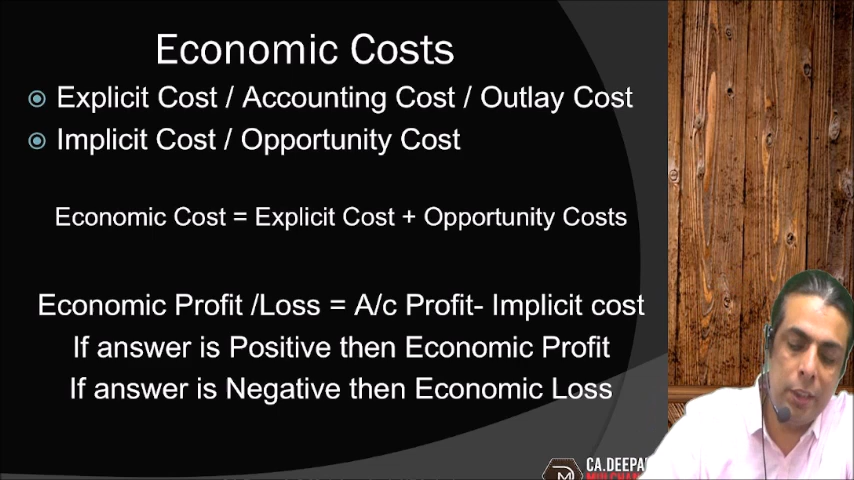 Economic Costs
Explicit Cost / Accounting Cost / Outlay Cost
Implicit Cost / Opportunity Cost
Economic Cost = Explicit Cost + Opportunity Costs
Economic Profit /Loss = A/c Profit- Implicit cost
If answer is Positive then Economic Profit
If answer is Negative then Economic Loss